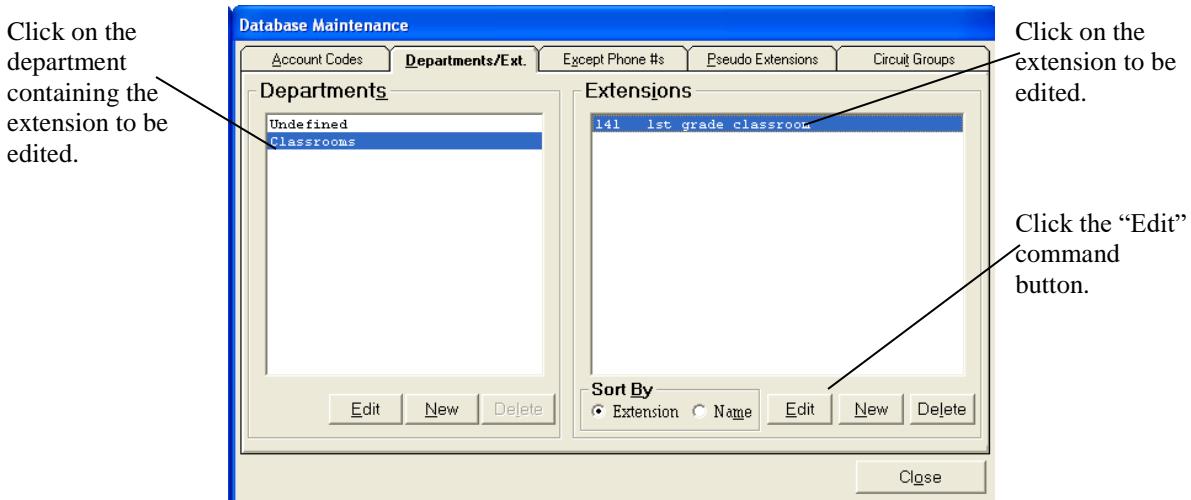 Click on the
department
containing the
extension to be
edited.
Database Maintenance
Account Codes
Departments/Ext.
Except Phone #s
Pseudo Extensions
Circuit Groups
Departments
Undefined
Classrooms
Edit
New
Delete
Extensions
141 1st grade classroom
Sort By
Extension
Name
Edit
New
Delete
Close
Click on the
extension to be
edited.
Click the “Edit”
command
button.